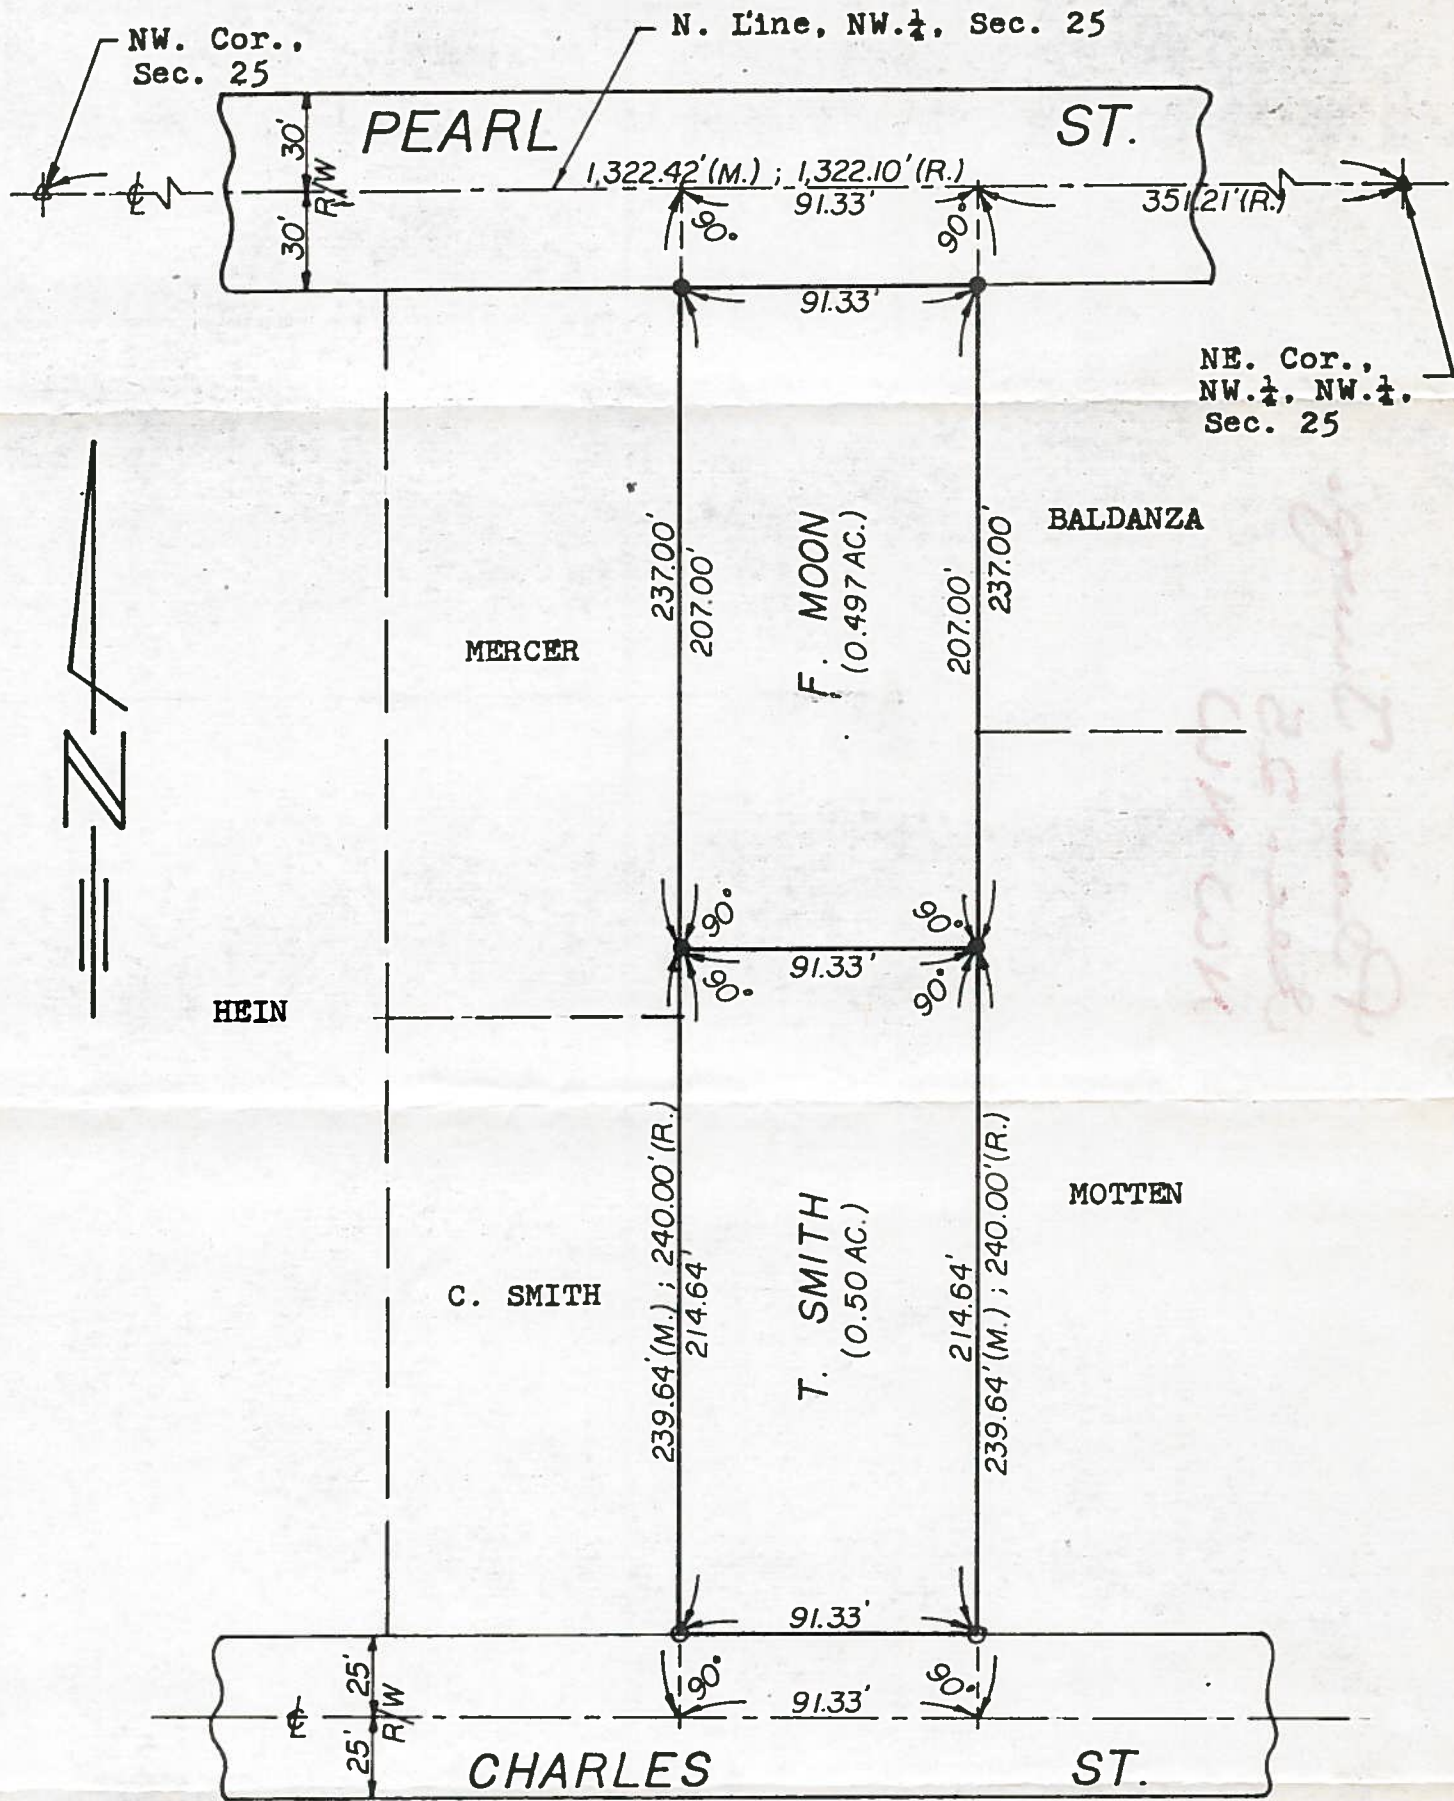 NW. Cor.,
Sec. 25
N. Line, NW.¼, Sec. 25
PEARL ST.
30'
30'
R/W
℄
1,322.42'(M.) ; 1,322.10'(R.)
91.33'
351.21'(R.)
90°
90°
91.33'
NE. Cor.,
NW.¼, NW.¼,
Sec. 25
237.00'
207.00'
F. MOON
(0.497 AC.)
207.00'
237.00'
BALDANZA
MERCER
N
90°
90°
91.33'
90°
90°
HEIN
239.64'(M.) ; 240.00'(R.)
214.64'
T. SMITH
(0.50 AC.)
214.64'
239.64'(M.) ; 240.00'(R.)
MOTTEN
C. SMITH
91.33'
25'
25'
R/W
℄
90°
90°
91.33'
CHARLES ST.
Sec. 25